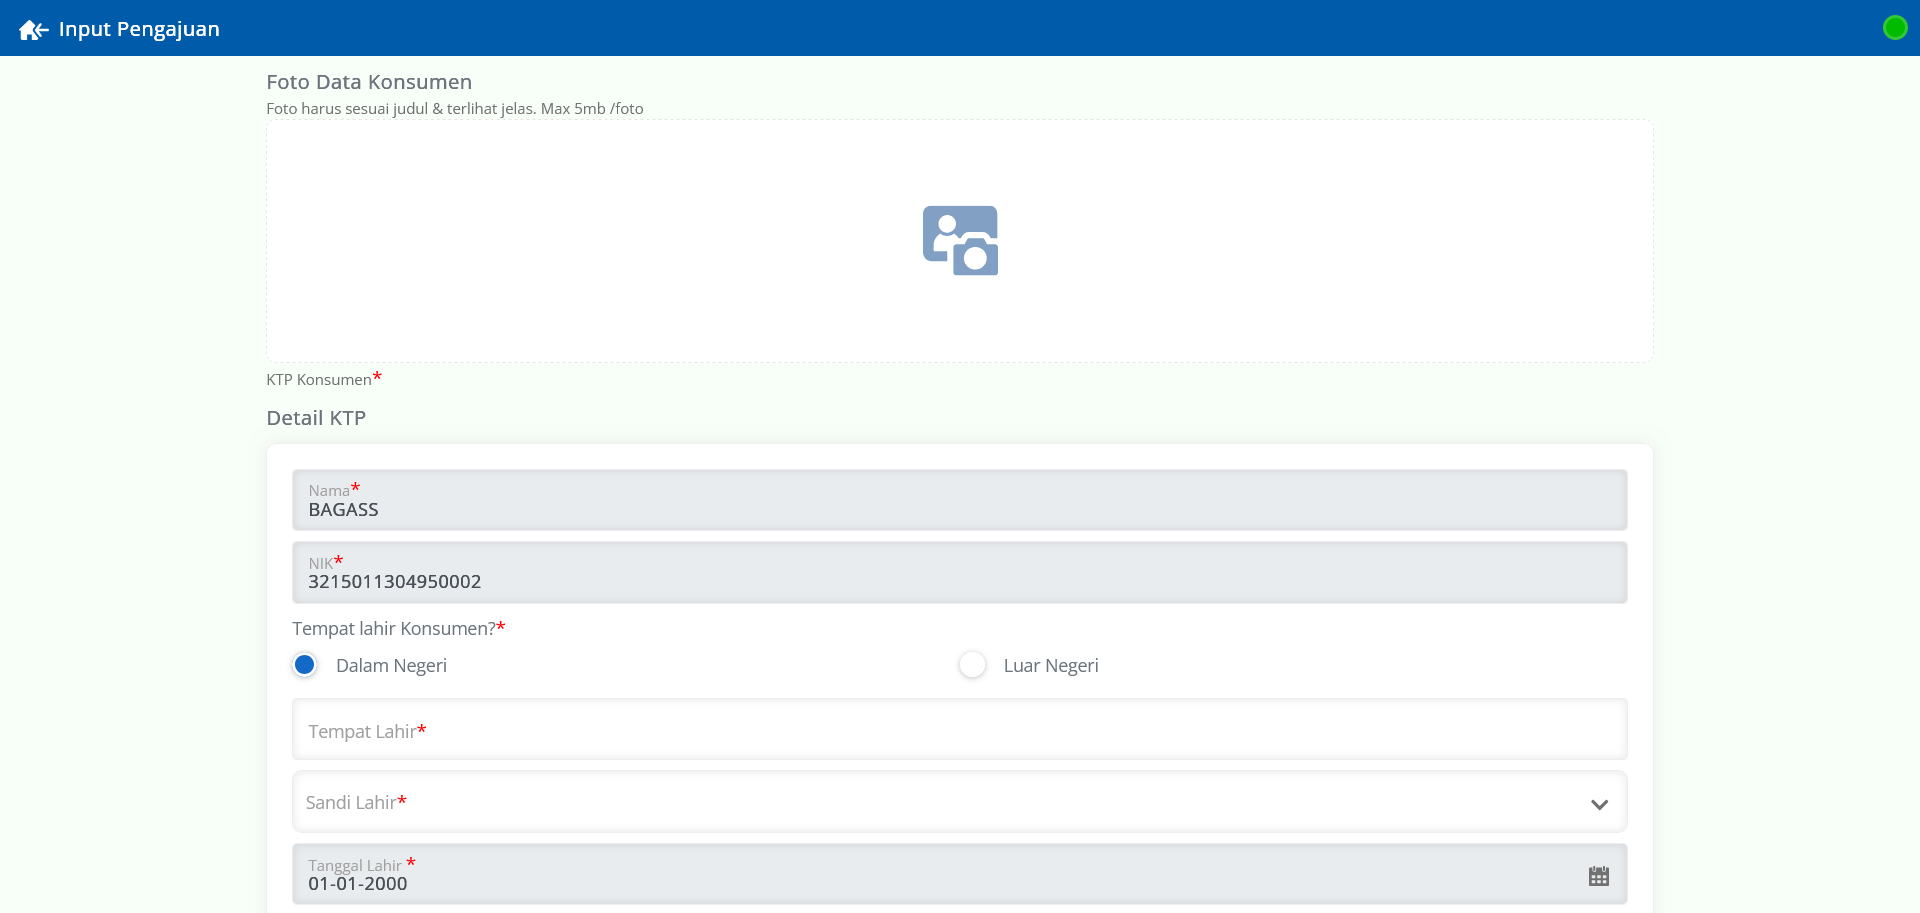 Input Pengajuan
Foto Data Konsumen
Foto harus sesuai judul & terlihat jelas. Max 5mb /foto
KTP Konsumen*
Detail KTP
Nama*
BAGASS
NIK*
3215011304950002
Tempat lahir Konsumen?*
Dalam Negeri
Luar Negeri
Tempat Lahir*
Sandi Lahir*
Tanggal Lahir *
01-01-2000